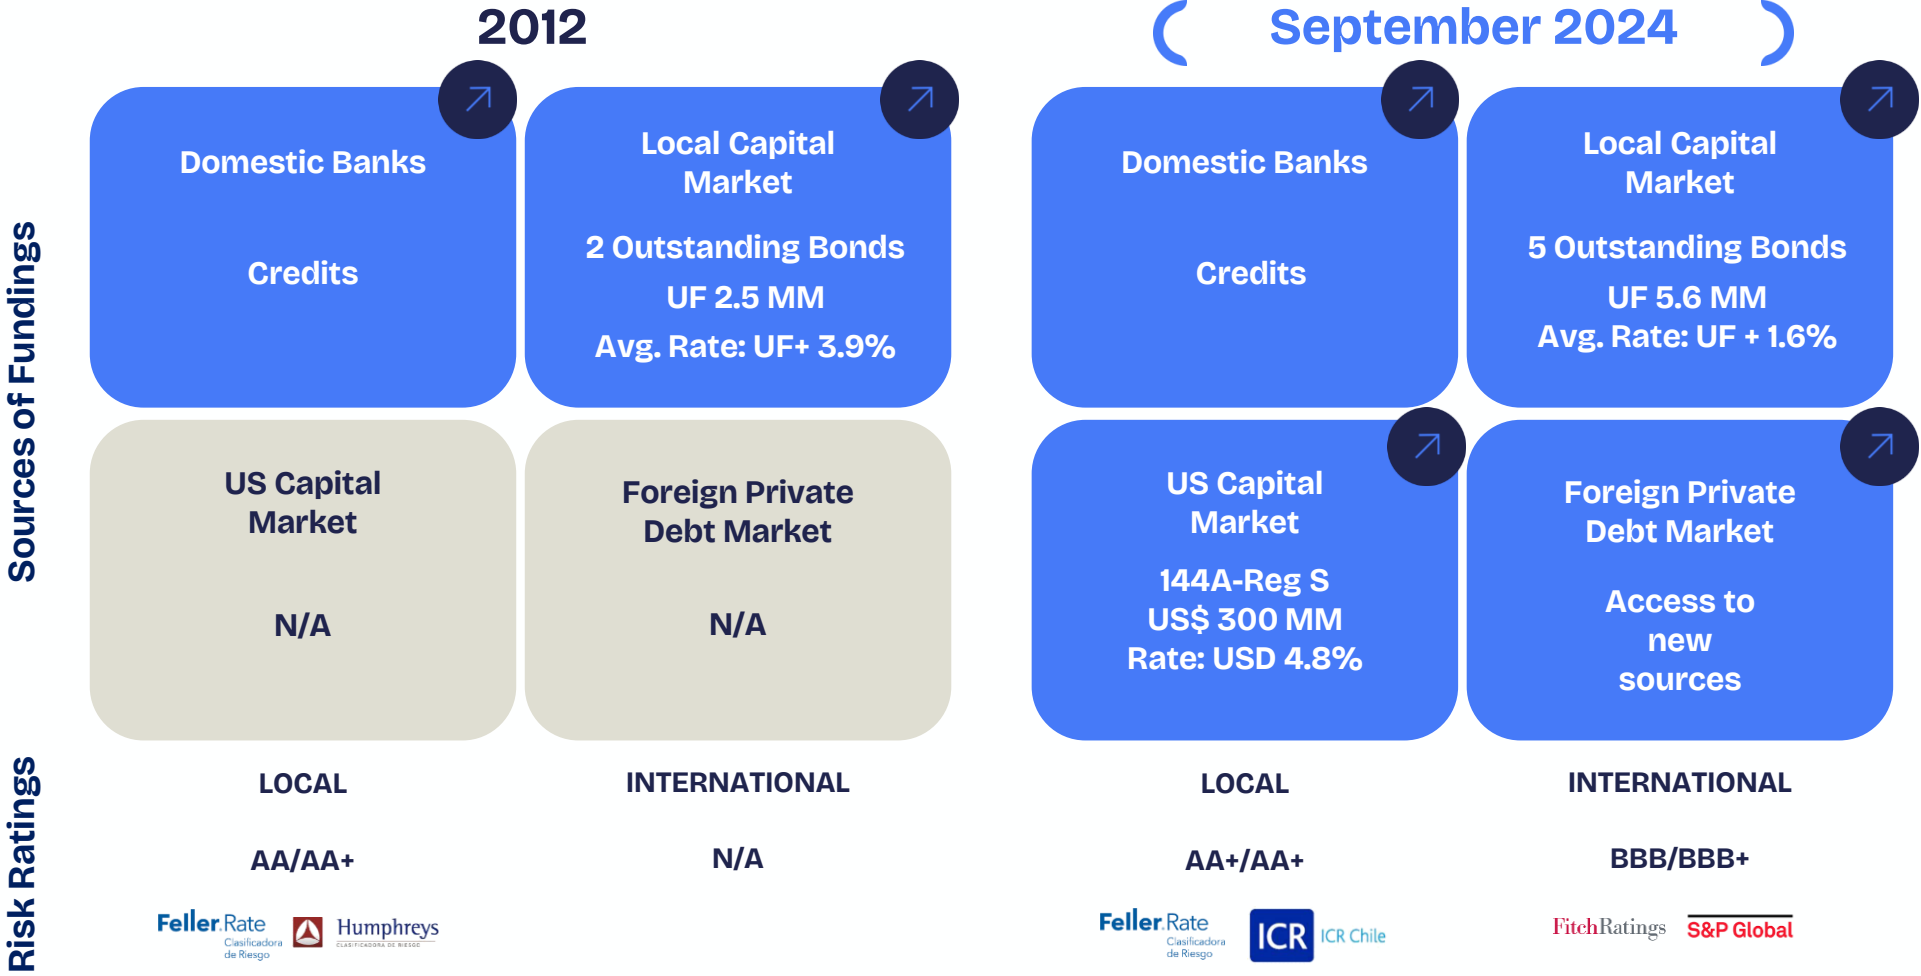 2012
September 2024
Sources of Fundings
Domestic Banks
Credits
Local Capital
Market
2 Outstanding Bonds
UF 2.5 MM
Avg. Rate: UF+ 3.9%
US Capital
Market
N/A
Foreign Private
Debt Market
N/A
Domestic Banks
Credits
Local Capital
Market
5 Outstanding Bonds
UF 5.6 MM
Avg. Rate: UF + 1.6%
US Capital
Market
144A-Reg S
US$ 300 MM
Rate: USD 4.8%
Foreign Private
Debt Market
Access to
new
sources
Risk Ratings
LOCAL
AA/AA+
Feller.Rate
Clasificadora
de Riesgo
Humphreys
CLASIFICADORA DE RIESGO
INTERNATIONAL
N/A
LOCAL
AA+/AA+
Feller.Rate
Clasificadora
de Riesgo
ICR
ICR Chile
INTERNATIONAL
BBB/BBB+
FitchRatings
S&P Global